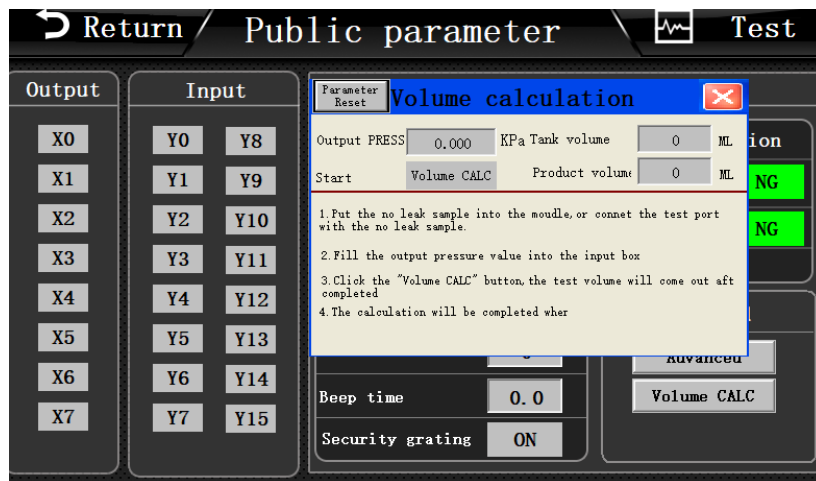 Return
Public parameter
Test
Output
X0
X1
X2
X3
X4
X5
X6
X7
Input
Y0 Y8
Y1 Y9
Y2 Y10
Y3 Y11
Y4 Y12
Y5 Y13
Y6 Y14
Y7 Y15
Parameter
Reset
Volume calculation
Output PRESS 0.000 KPa Tank volume 0 ML
Start Volume CALC Product volume 0 ML
1.Put the no leak sample into the moudle,or connet the test port
with the no leak sample.
2.Fill the output pressure value into the input box
3.Click the "Volume CALC" button,the test volume will come out aft
completed
4.The calculation will be completed wher
ion
NG
NG
Advanced
Volume CALC
Beep time 0.0
Security grating ON